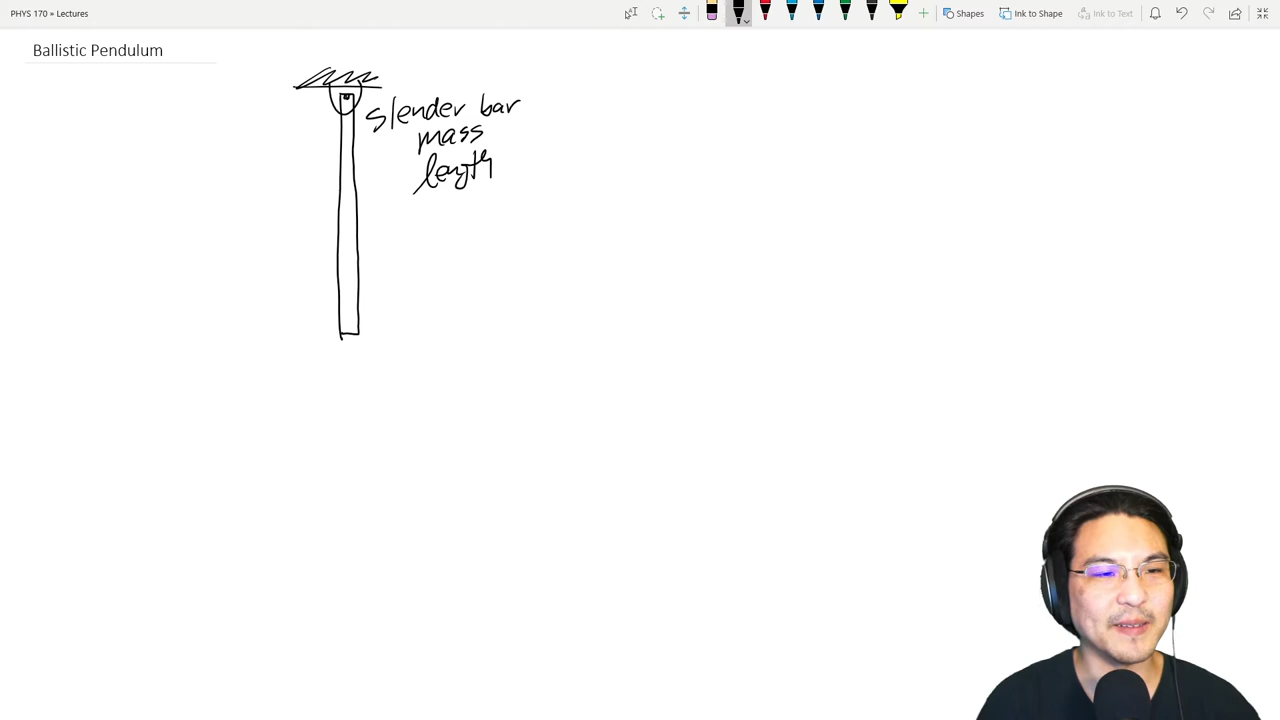 PHYS 170 » Lectures
Shapes
Ink to Shape
Ink to Text
Ballistic Pendulum
slender bar
mass
length